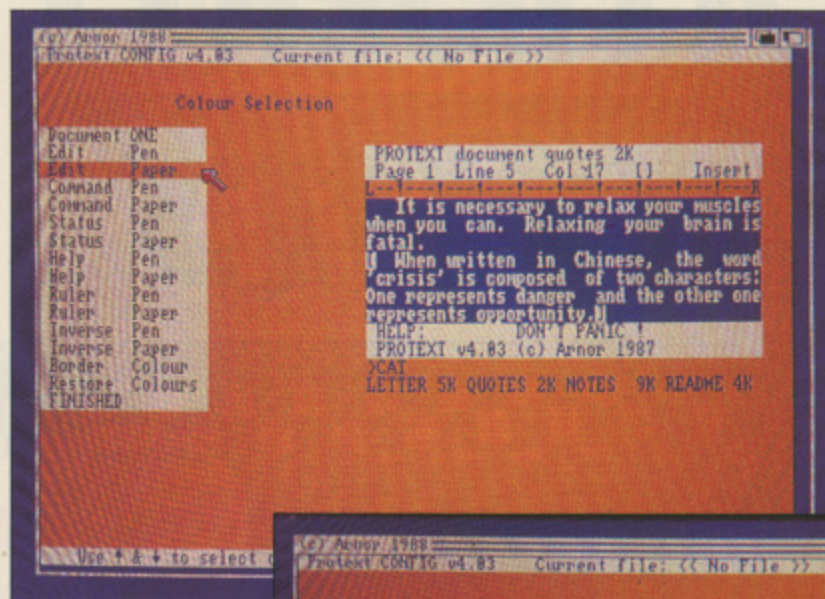 (c) Arnor 1988
Protext CONFIG v4.03 Current file: << No File >>
Colour Selection
Document ONE
Edit Pen
Edit Paper
Command Pen
Command Paper
Status Pen
Status Paper
Help Pen
Help Paper
Ruler Pen
Ruler Paper
Inverse Pen
Inverse Paper
Border Colour
Restore Colours
FINISHED
PROTEXT document quotes 2K
Page 1 Line 5 Col 17 [] Insert
L R
It is necessary to relax your muscles
when you can. Relaxing your brain is
fatal.
When written in Chinese, the word
'crisis' is composed of two characters:
One represents danger and the other one
represents opportunity.
HELP: DON'T PANIC !
PROTEXT v4.03 (c) Arnor 1987
>CAT
LETTER 5K QUOTES 2K NOTES 9K README 4K
Use ↑ & ↓ to select
(c) Arnor 1988
Protext CONFIG v4.03 Current file: << No File >>